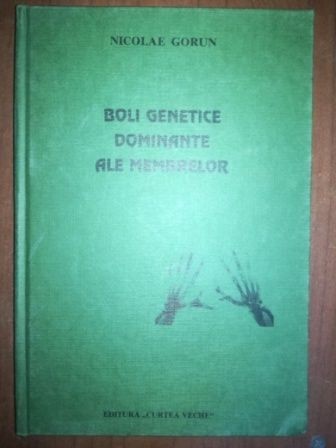 NICOLAE GORUN
BOLI GENETICE
DOMINANTE
ALE MEMBRELOR
EDITURA „CURTEA VECHE”